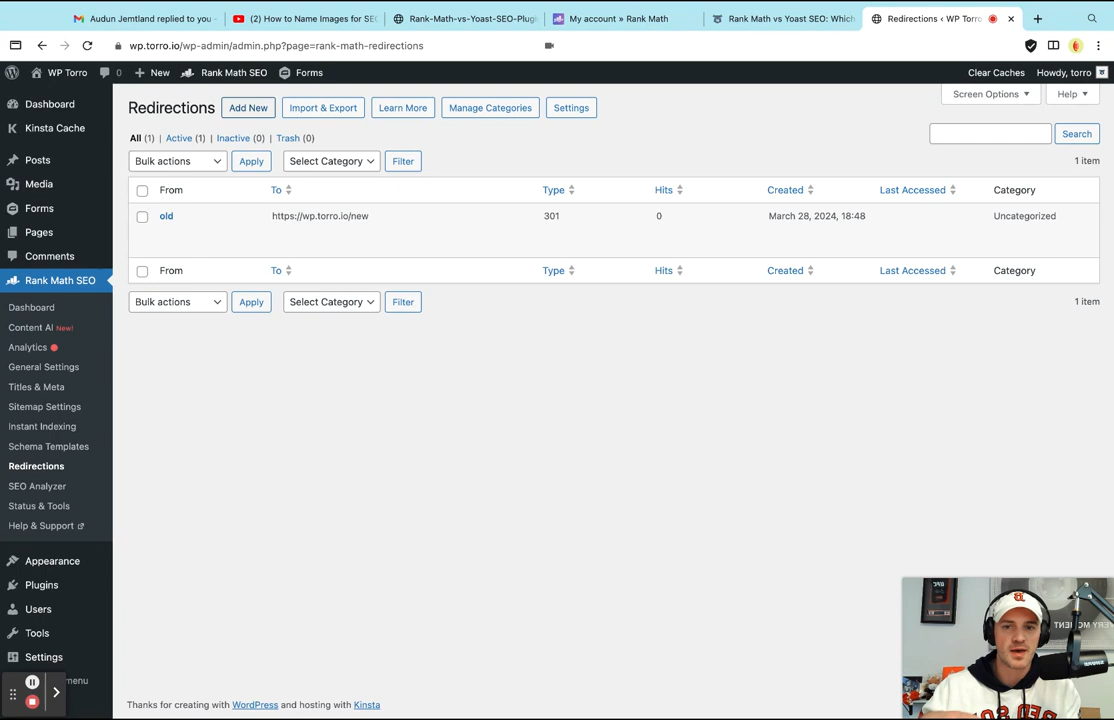 Audun Jemtland replied to you
(2) How to Name Images for SEO
Rank-Math-vs-Yoast-SEO-Plugi
My account » Rank Math
Rank Math vs Yoast SEO: Which
Redirections ‹ WP Torro
wp.torro.io/wp-admin/admin.php?page=rank-math-redirections
WP Torro
0
New
Rank Math SEO
Forms
Clear Caches
Howdy, torro
Dashboard
Kinsta Cache
Posts
Media
Forms
Pages
Comments
Rank Math SEO
Dashboard
Content AI New!
Analytics
General Settings
Titles & Meta
Sitemap Settings
Instant Indexing
Schema Templates
Redirections
SEO Analyzer
Status & Tools
Help & Support
Appearance
Plugins
Users
Tools
Settings
menu
Redirections
Add New
Import & Export
Learn More
Manage Categories
Settings
Screen Options
Help
All (1) | Active (1) | Inactive (0) | Trash (0)
Search
Bulk actions
Apply
Select Category
Filter
1 item
From To Type Hits Created Last Accessed Category
old https://wp.torro.io/new 301 0 March 28, 2024, 18:48 Uncategorized
From To Type Hits Created Last Accessed Category
Bulk actions
Apply
Select Category
Filter
1 item
Thanks for creating with WordPress and hosting with Kinsta